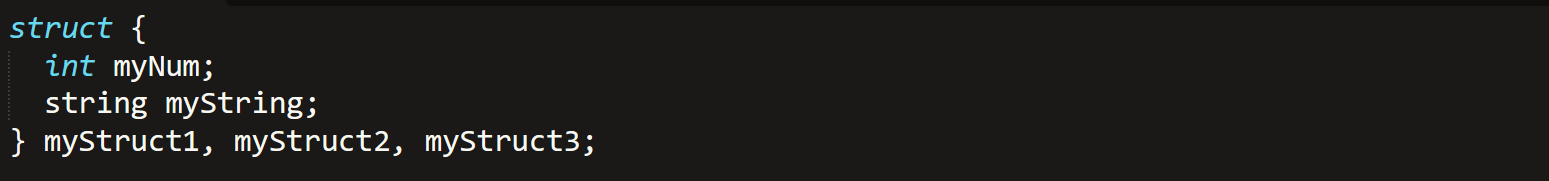 struct {
  int myNum;
  string myString;
} myStruct1, myStruct2, myStruct3;